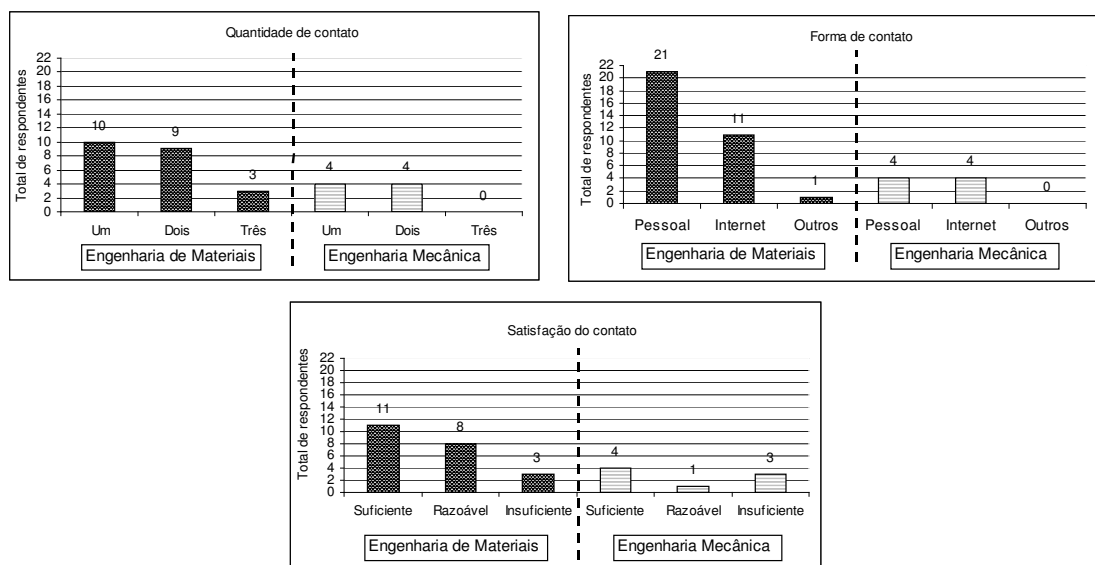 Quantidade de contato
Total de respondentes
22
20
18
16
14
12
10
8
6
4
2
0
10 9 3 4 4 0
Um Dois Três Um Dois Três
Engenharia de Materiais Engenharia Mecânica
Forma de contato
Total de respondentes
22
20
18
16
14
12
10
8
6
4
2
0
21 11 1 4 4 0
Pessoal Internet Outros Pessoal Internet Outros
Engenharia de Materiais Engenharia Mecânica
Satisfação do contato
Total de respondentes
22
20
18
16
14
12
10
8
6
4
2
0
11 8 3 4 1 3
Suficiente Razoável Insuficiente Suficiente Razoável Insuficiente
Engenharia de Materiais Engenharia Mecânica